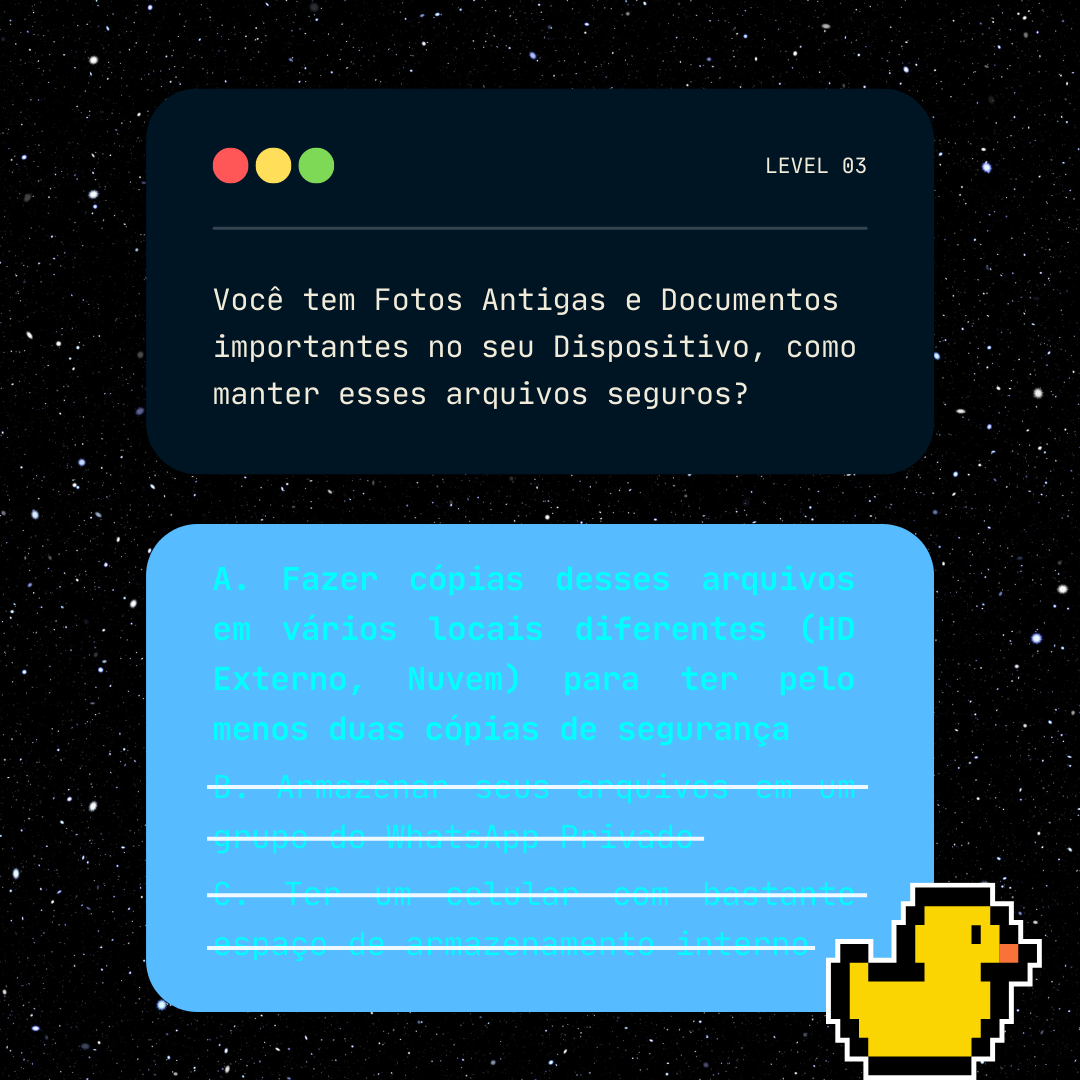 LEVEL 03
Você tem Fotos Antigas e Documentos
importantes no seu Dispositivo, como
manter esses arquivos seguros?
A. Fazer cópias desses arquivos
em vários locais diferentes (HD
Externo, Nuvem) para ter pelo
menos duas cópias de segurança
B. Armazenar seus arquivos em um
grupo do WhatsApp Privado
C. Ter um celular com bastante
espaço de armazenamento interno